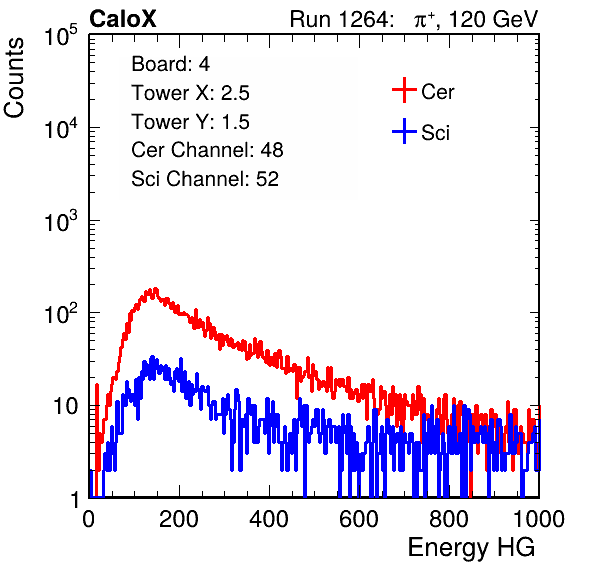 CaloX Run 1264: π⁺, 120 GeV
Counts
Board: 4
Tower X: 2.5
Tower Y: 1.5
Cer Channel: 48
Sci Channel: 52
Cer
Sci
10⁵
10⁴
10³
10²
10
1
0 200 400 600 800 1000
Energy HG